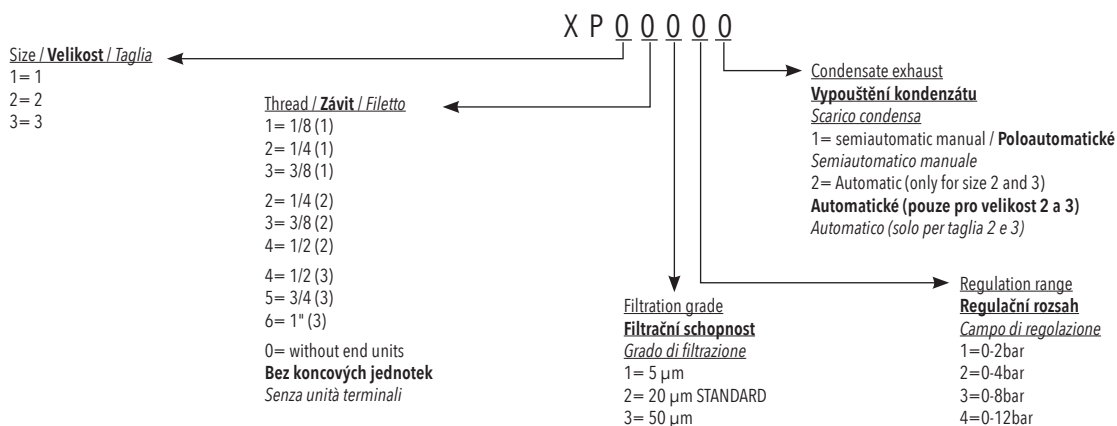 X P 0 0 0 0 0
Size / Velikost / Taglia
1= 1
2= 2
3= 3
Thread / Závit / Filetto
1= 1/8 (1)
2= 1/4 (1)
3= 3/8 (1)
2= 1/4 (2)
3= 3/8 (2)
4= 1/2 (2)
4= 1/2 (3)
5= 3/4 (3)
6= 1" (3)
0= without end units
Bez koncových jednotek
Senza unità terminali
Filtration grade
Filtrační schopnost
Grado di filtrazione
1= 5 µm
2= 20 µm STANDARD
3= 50 µm
Condensate exhaust
Vypouštění kondenzátu
Scarico condensa
1= semiautomatic manual / Poloautomatické
Semiautomatico manuale
2= Automatic (only for size 2 and 3)
Automatické (pouze pro velikost 2 a 3)
Automatico (solo per taglia 2 e 3)
Regulation range
Regulační rozsah
Campo di regolazione
1=0-2bar
2=0-4bar
3=0-8bar
4=0-12bar